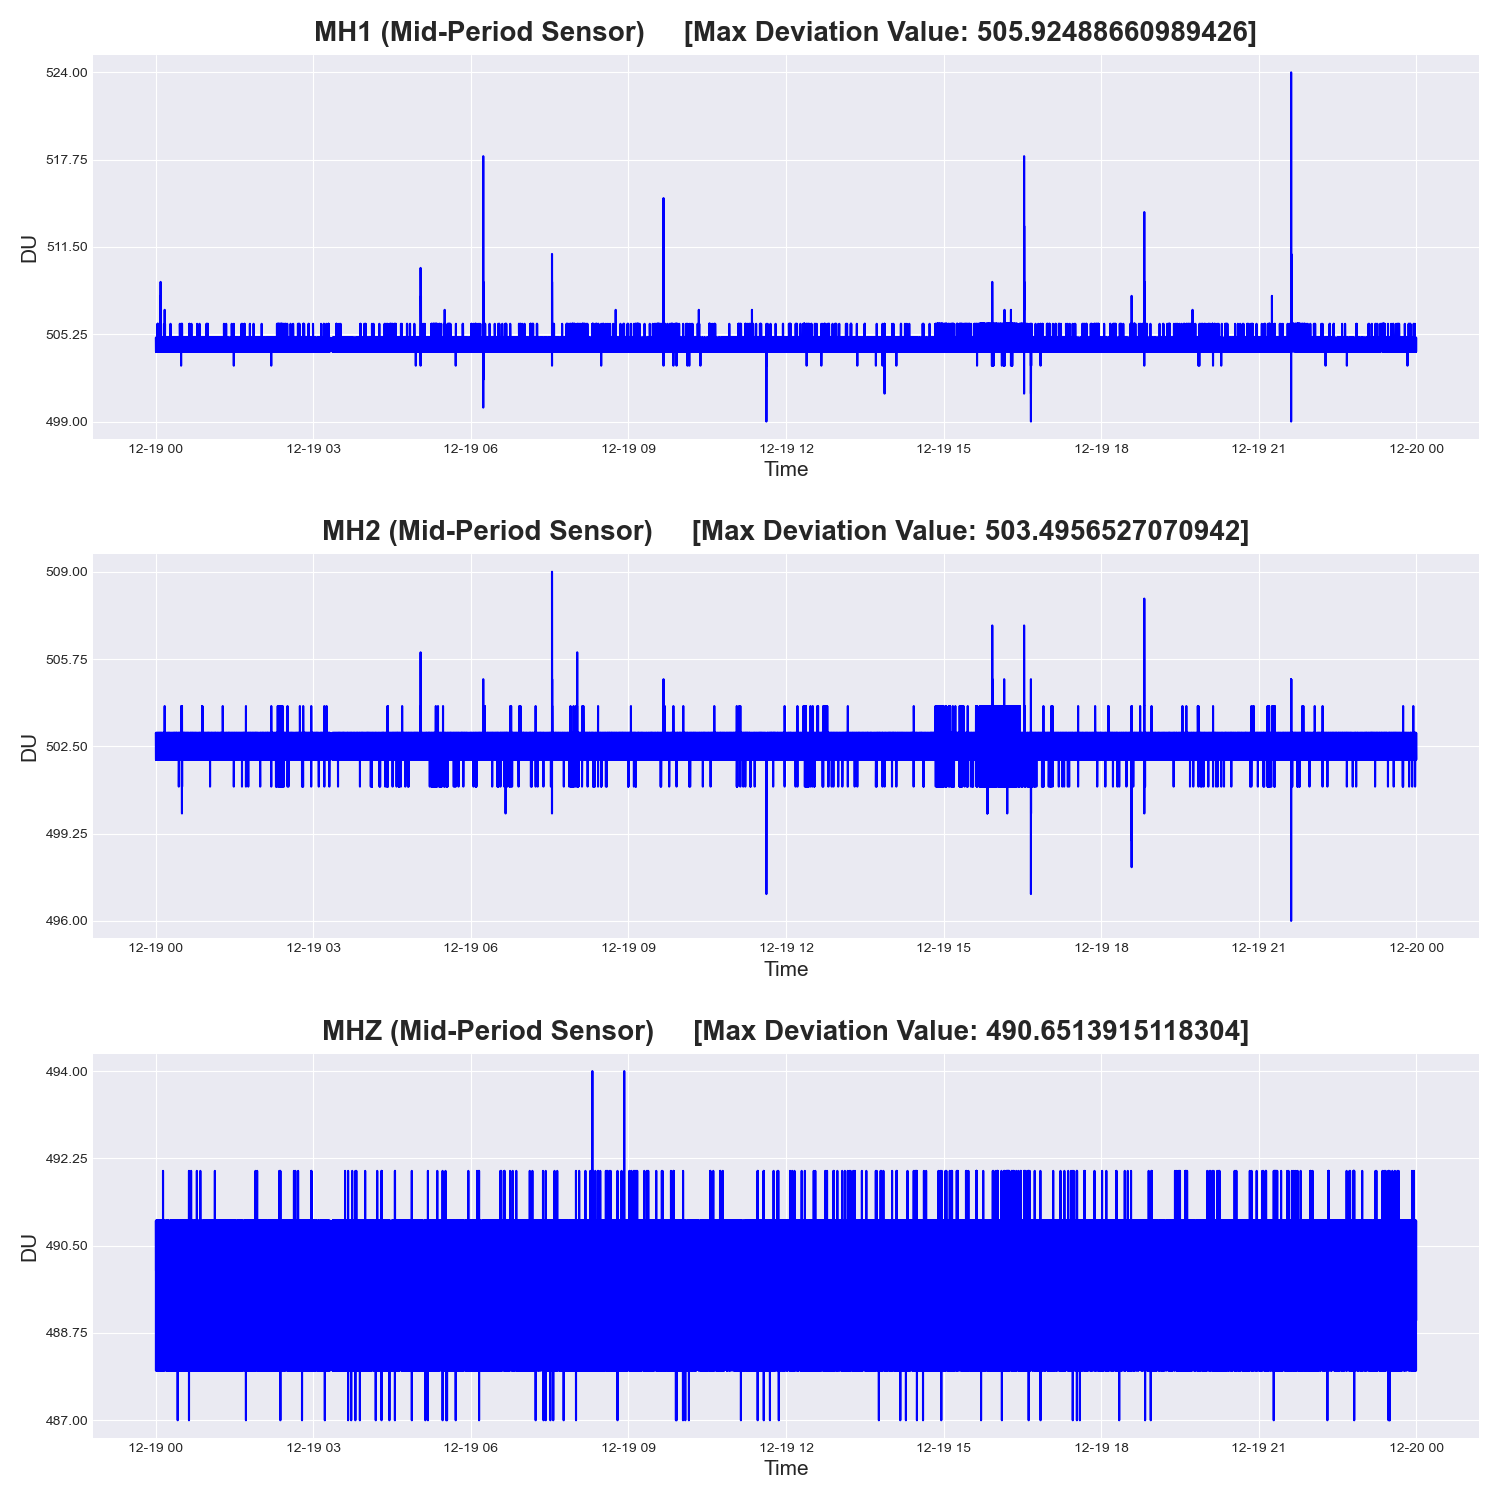 MH1 (Mid-Period Sensor) [Max Deviation Value: 505.92488660989426]
524.00
517.75
511.50
505.25
499.00
DU
12-19 00 12-19 03 12-19 06 12-19 09 12-19 12 12-19 15 12-19 18 12-19 21 12-20 00
Time
MH2 (Mid-Period Sensor) [Max Deviation Value: 503.4956527070942]
509.00
505.75
502.50
499.25
496.00
DU
12-19 00 12-19 03 12-19 06 12-19 09 12-19 12 12-19 15 12-19 18 12-19 21 12-20 00
Time
MHZ (Mid-Period Sensor) [Max Deviation Value: 490.6513915118304]
494.00
492.25
490.50
488.75
487.00
DU
12-19 00 12-19 03 12-19 06 12-19 09 12-19 12 12-19 15 12-19 18 12-19 21 12-20 00
Time